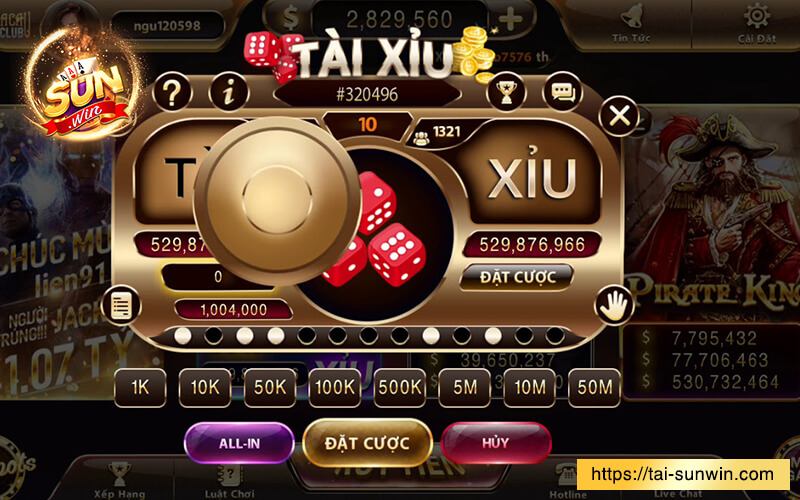 CLUB
ngu120598
$ 2,829,560 +
Tin Tức
Cài Đặt
SUN
.Win
TÀI XỈU
7576 th
#320496
? i
10
1321
T
XỈU
529,87
529,876,966
0
ĐẶT CƯỢC
1,004,000
CHÚC MỪ
lien91
NGƯỜI
TRÚNG!!! JACK
1.07 TỶ
PIRATE KING
$ 7,795,432
$ 77,706,463
$ 530,732,464
39,650,237
XỈU
1K 10K 50K 100K 500K 5M 10M 50M
ALL-IN ĐẶT CƯỢC HỦY
Xếp Hạng
Luật Chơi
Hotline
Live Chat
https://tai-sunwin.com/